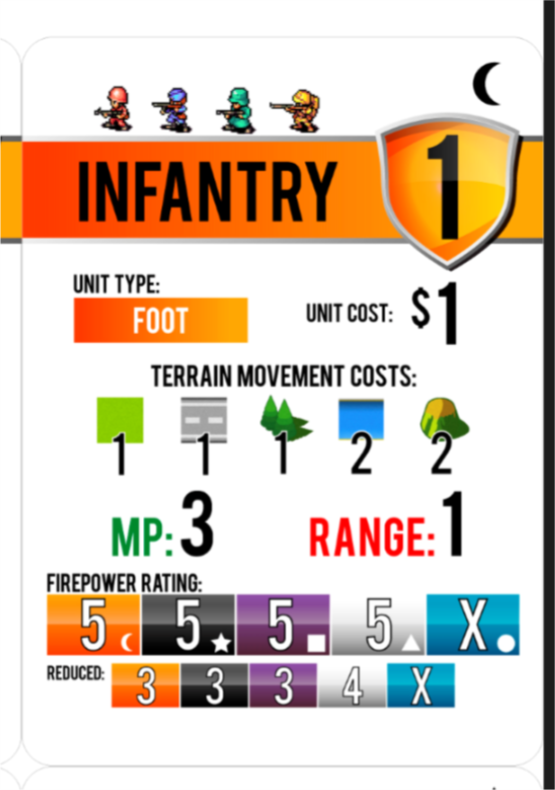 INFANTRY
1
UNIT TYPE:
FOOT
UNIT COST: $1
TERRAIN MOVEMENT COSTS:
1 1 1 2 2
MP: 3 RANGE: 1
FIREPOWER RATING:
5 5 5 5 X
REDUCED: 3 3 3 4 X